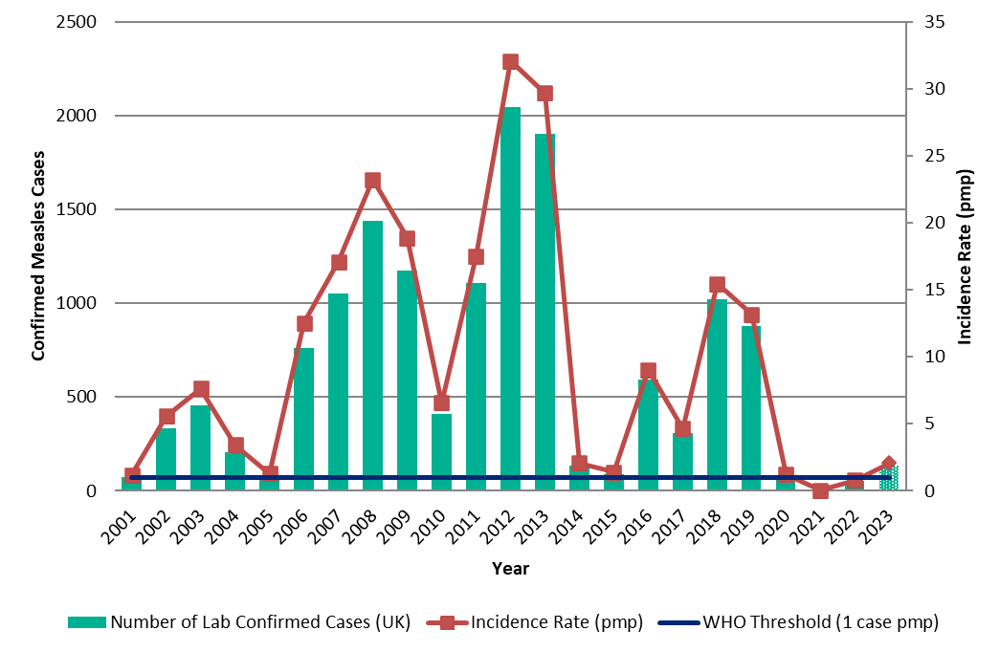 2500
2000
1500
1000
500
0
Confirmed Measles Cases
35
30
25
20
15
10
5
0
Incidence Rate (pmp)
2001 2002 2003 2004 2005 2006 2007 2008 2009 2010 2011 2012 2013 2014 2015 2016 2017 2018 2019 2020 2021 2022 2023
Year
Number of Lab Confirmed Cases (UK) Incidence Rate (pmp) WHO Threshold (1 case pmp)